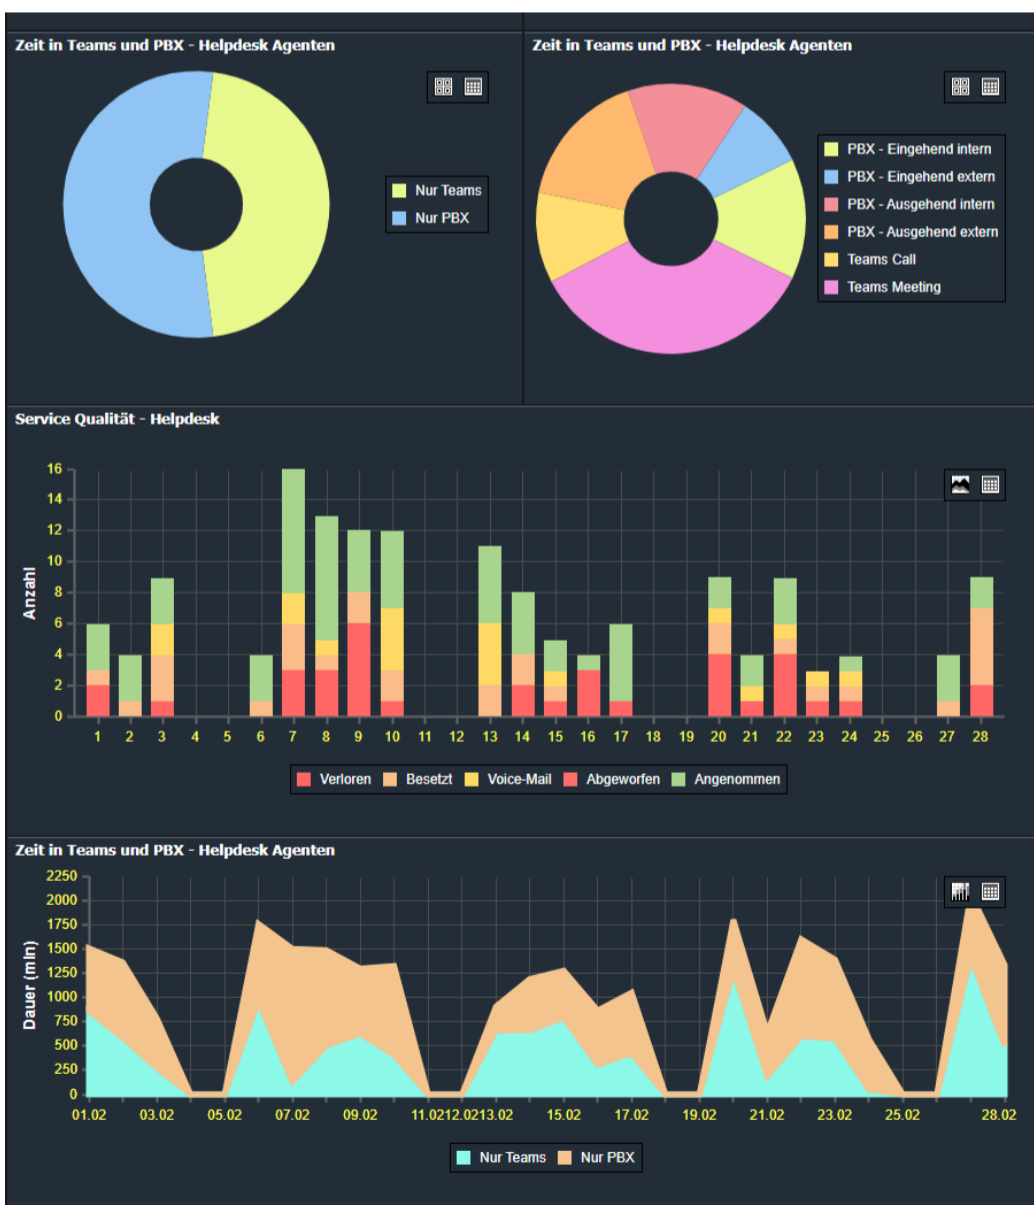 Zeit in Teams und PBX - Helpdesk Agenten
Nur Teams
Nur PBX
Zeit in Teams und PBX - Helpdesk Agenten
PBX - Eingehend intern
PBX - Eingehend extern
PBX - Ausgehend intern
PBX - Ausgehend extern
Teams Call
Teams Meeting
Service Qualität - Helpdesk
Anzahl
16
14
12
10
8
6
4
2
0
1 2 3 4 5 6 7 8 9 10 11 12 13 14 15 16 17 18 19 20 21 22 23 24 25 26 27 28
Verloren Besetzt Voice-Mail Abgeworfen Angenommen
Zeit in Teams und PBX - Helpdesk Agenten
Dauer (min)
2250
2000
1750
1500
1250
1000
750
500
250
0
01.02 03.02 05.02 07.02 09.02 11.02 12.02 13.02 15.02 17.02 19.02 21.02 23.02 25.02 28.02
Nur Teams Nur PBX